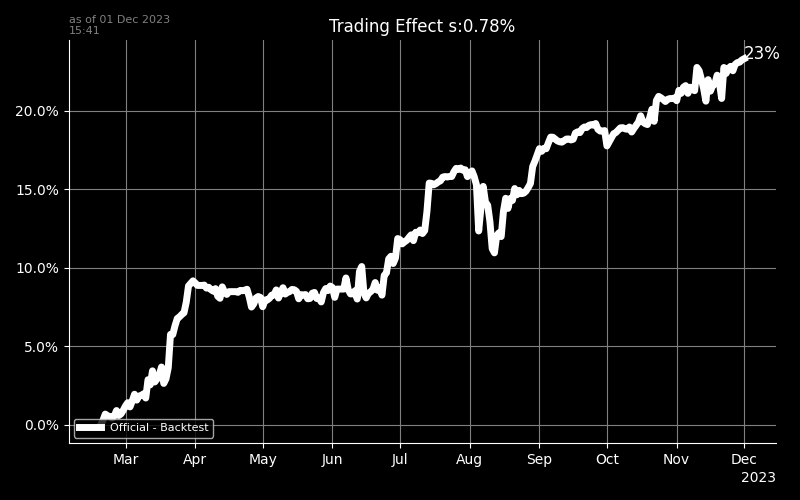 as of 01 Dec 2023
15:41
Trading Effect s:0.78%
23%
20.0%
15.0%
10.0%
5.0%
0.0%
Official - Backtest
Mar Apr May Jun Jul Aug Sep Oct Nov Dec
2023